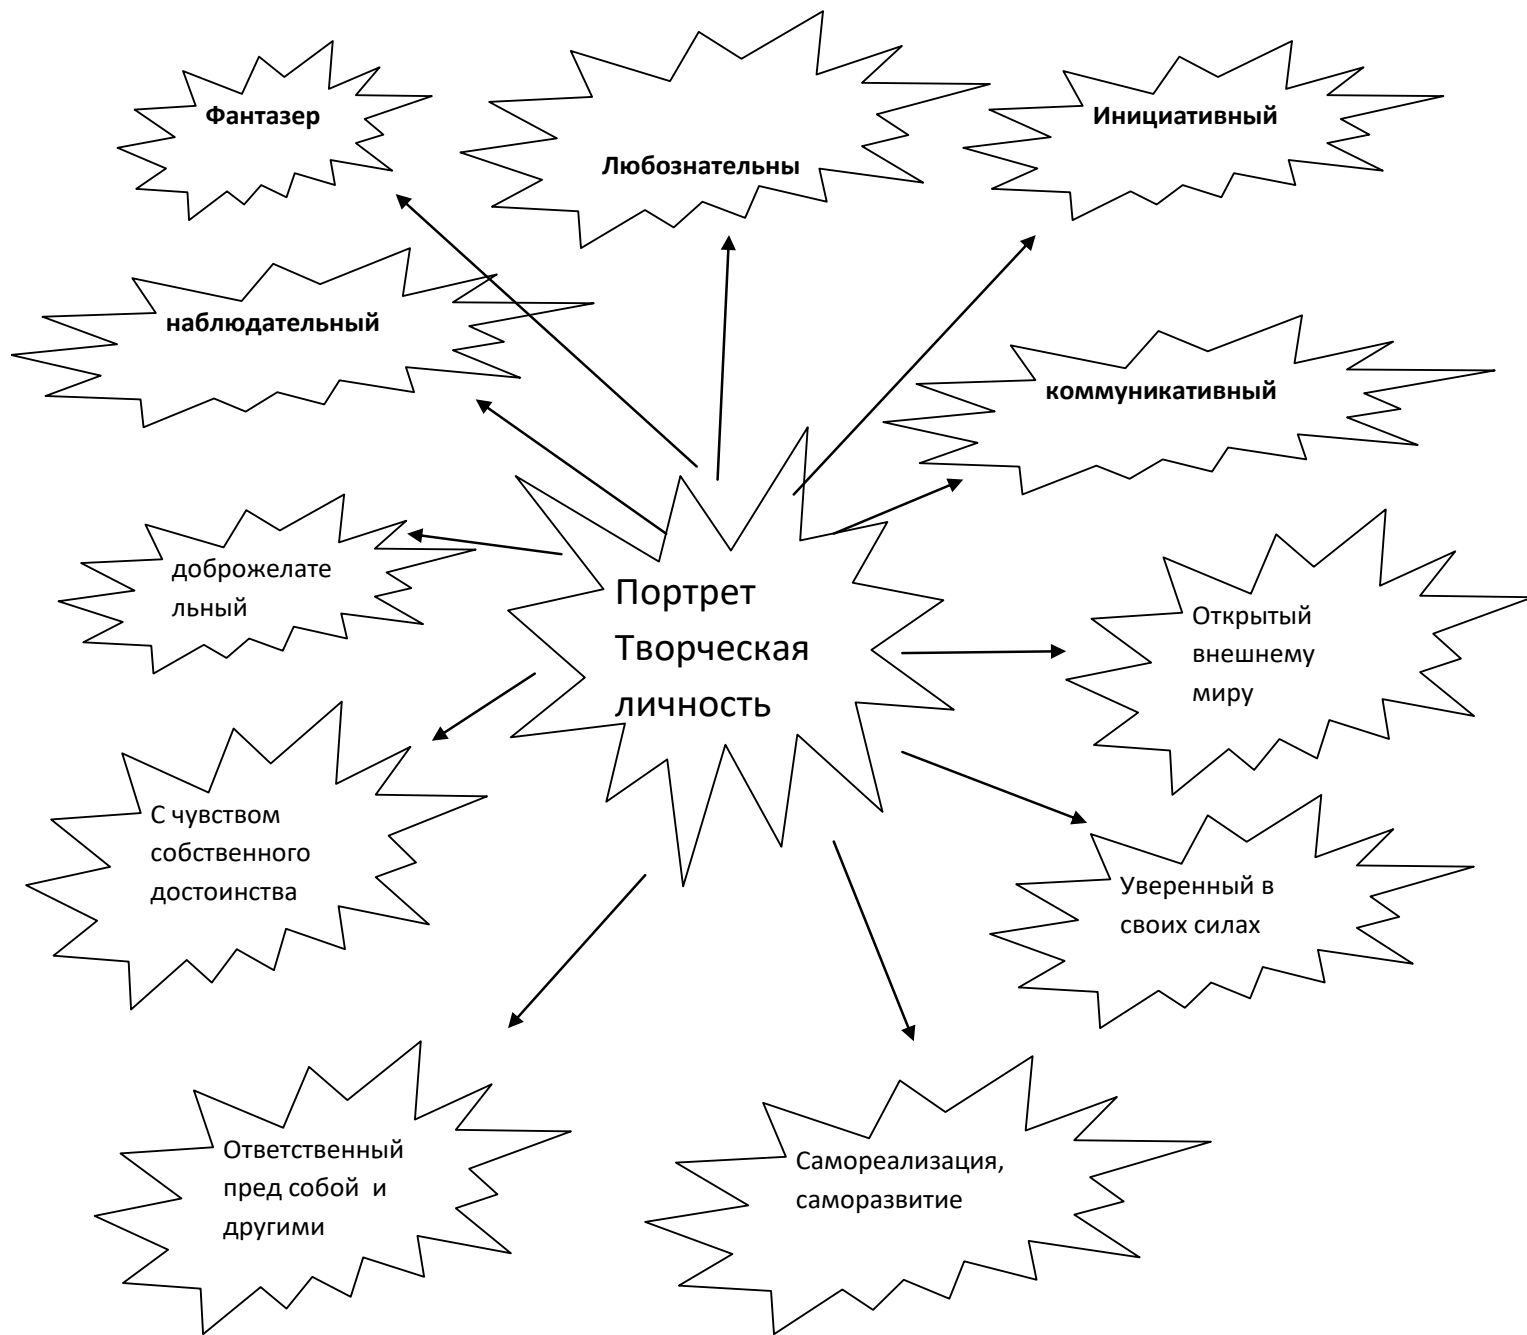 Фантазер
Любознательны
Инициативный
наблюдательный
коммуникативный
доброжелате
льный
Портрет
Творческая
личность
Открытый
внешнему
миру
С чувством
собственного
достоинства
Уверенный в
своих силах
Ответственный
пред собой и
другими
Самореализация,
саморазвитие